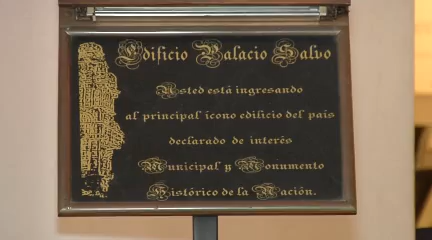 Edificio Palacio Salvo
Usted está ingresando
al principal ícono edilicio del país
declarado de interés
Municipal y Monumento
Histórico de la Nación.